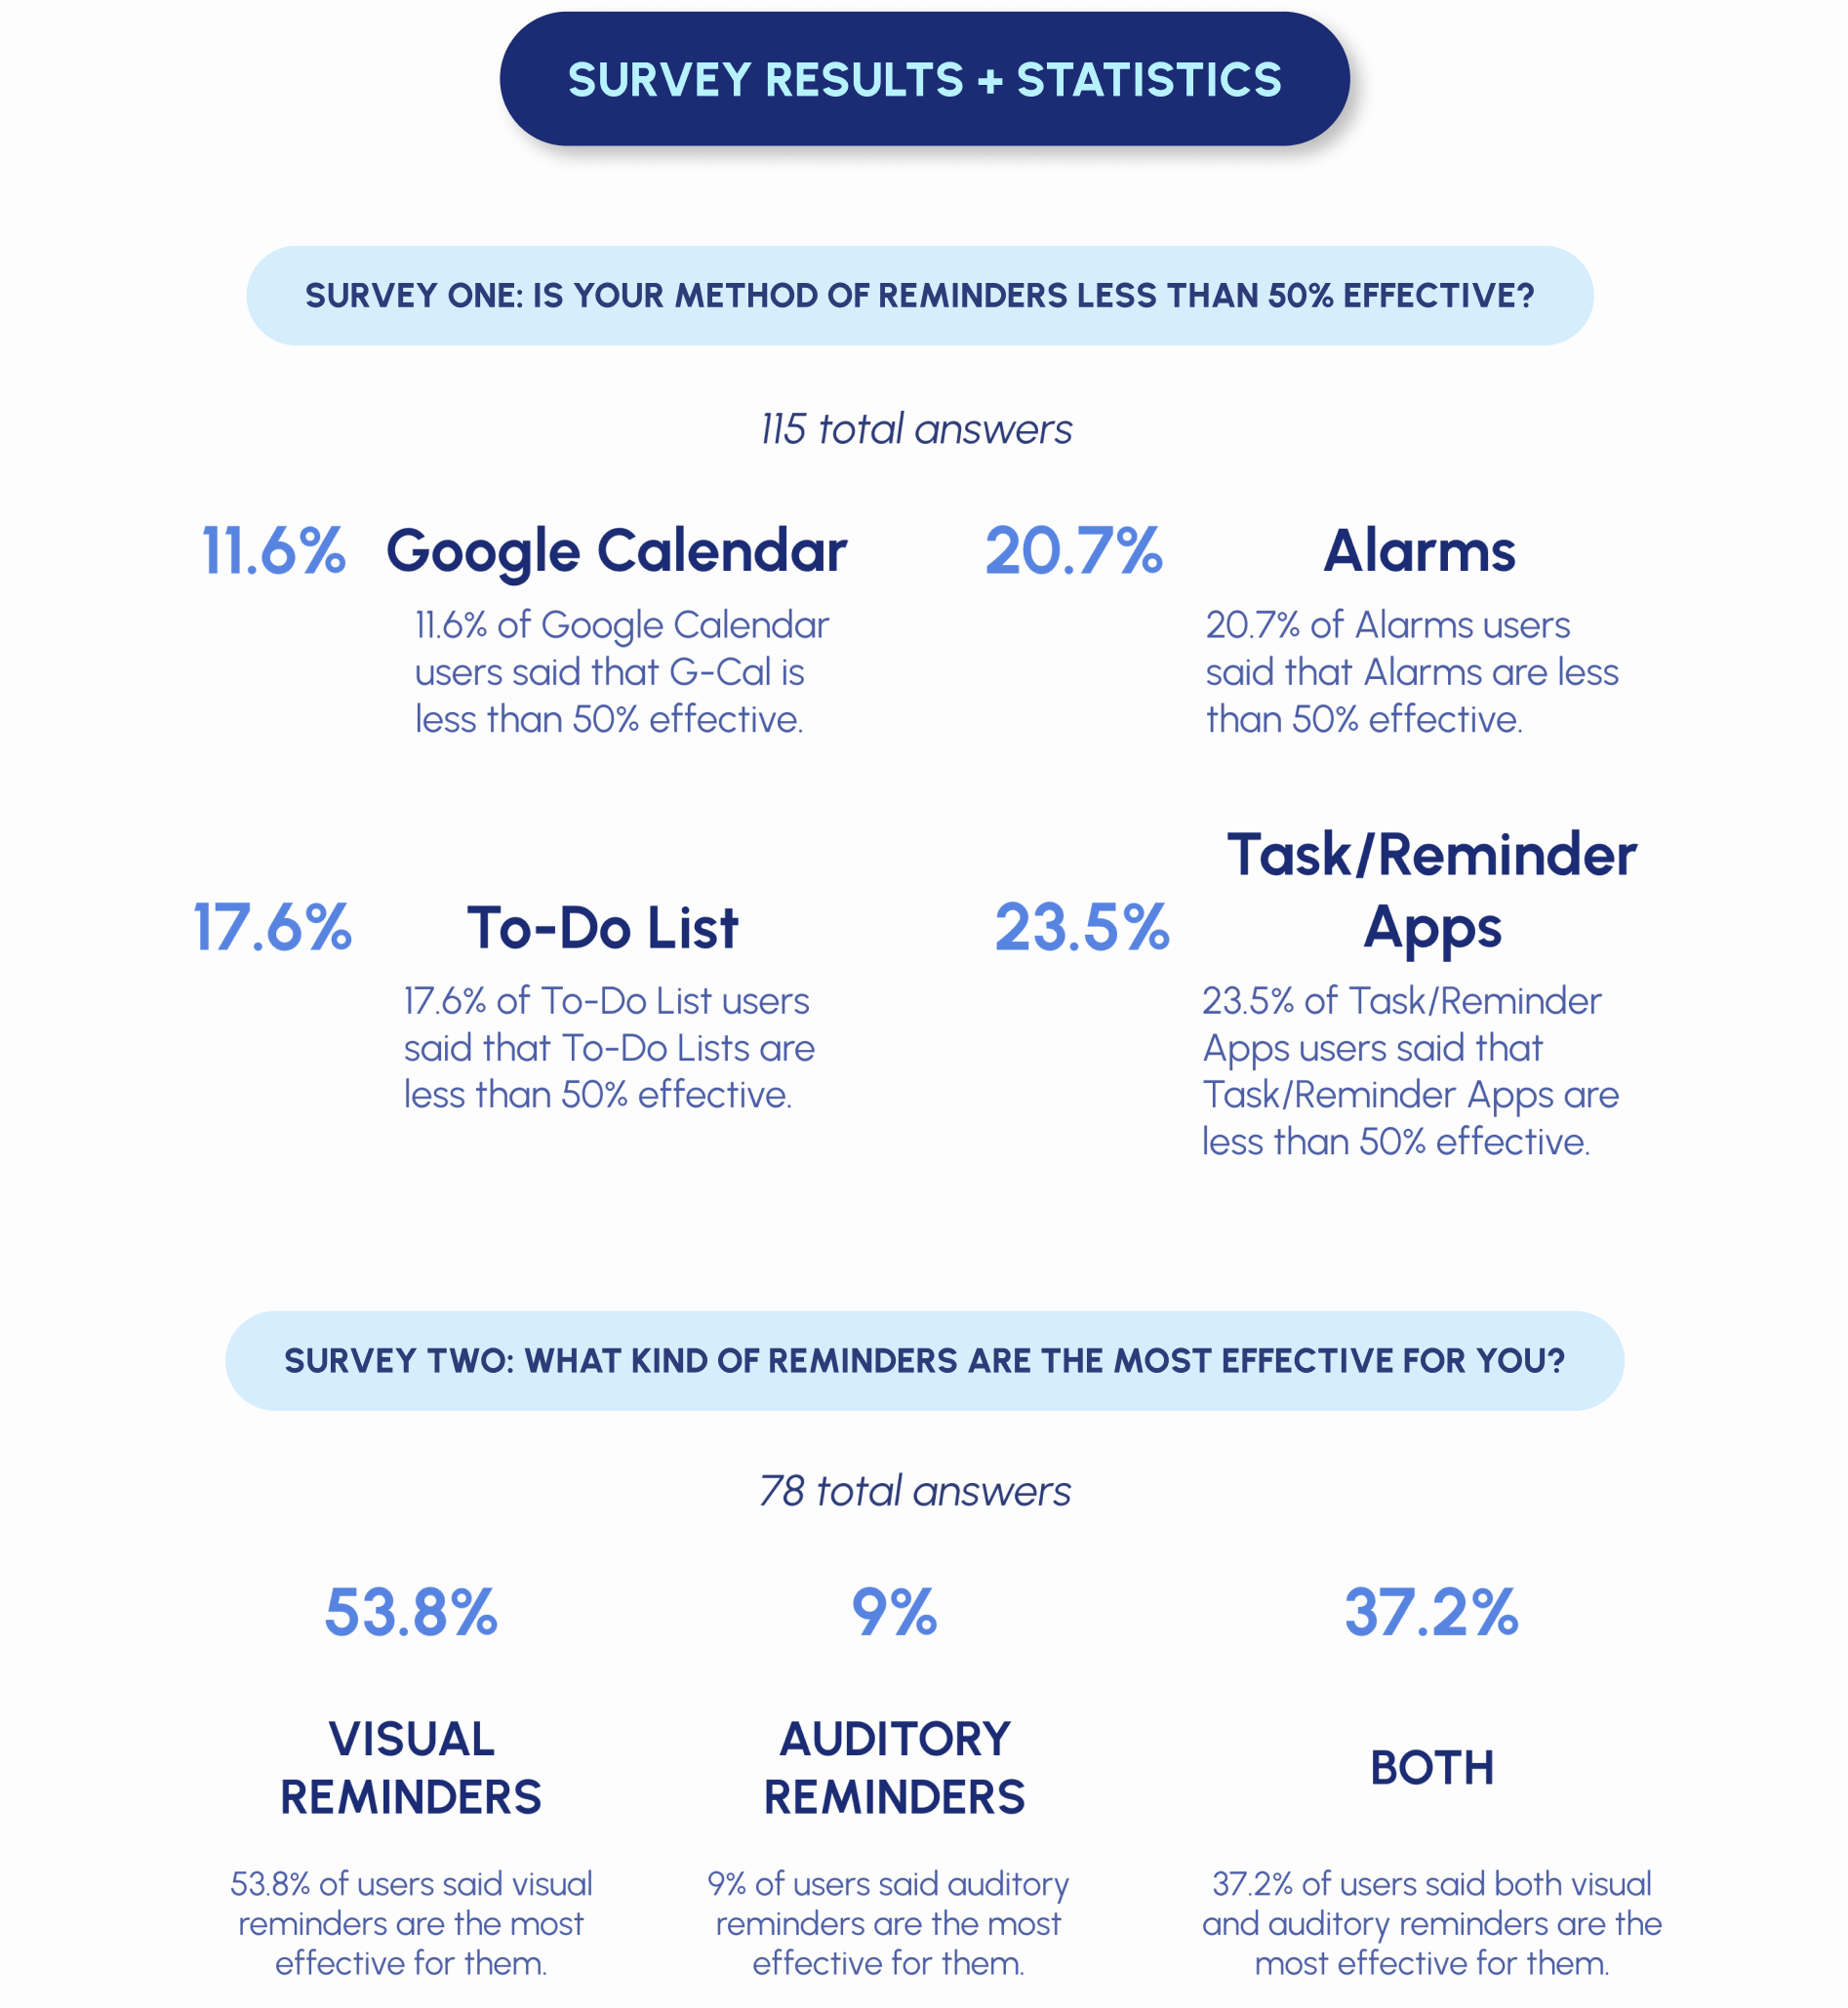 SURVEY RESULTS + STATISTICS
SURVEY ONE: IS YOUR METHOD OF REMINDERS LESS THAN 50% EFFECTIVE?
115 total answers
11.6% Google Calendar
11.6% of Google Calendar
users said that G-Cal is
less than 50% effective.
20.7% Alarms
20.7% of Alarms users
said that Alarms are less
than 50% effective.
17.6% To-Do List
17.6% of To-Do List users
said that To-Do Lists are
less than 50% effective.
Task/Reminder
23.5% Apps
23.5% of Task/Reminder
Apps users said that
Task/Reminder Apps are
less than 50% effective.
SURVEY TWO: WHAT KIND OF REMINDERS ARE THE MOST EFFECTIVE FOR YOU?
78 total answers
53.8%
VISUAL
REMINDERS
53.8% of users said visual
reminders are the most
effective for them.
9%
AUDITORY
REMINDERS
9% of users said auditory
reminders are the most
effective for them.
37.2%
BOTH
37.2% of users said both visual
and auditory reminders are the
most effective for them.